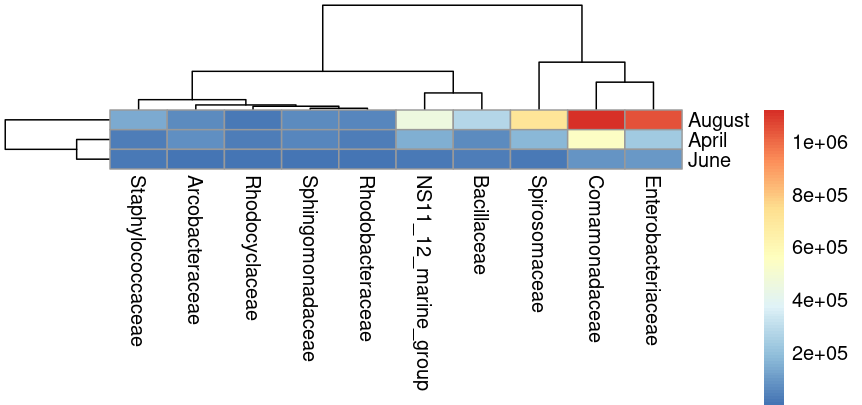 August
April
June
Staphylococcaceae
Arcobacteraceae
Rhodocyclaceae
Sphingomonadaceae
Rhodobacteraceae
NS11_12_marine_group
Bacillaceae
Spirosomaceae
Comamonadaceae
Enterobacteriaceae
1e+06
8e+05
6e+05
4e+05
2e+05